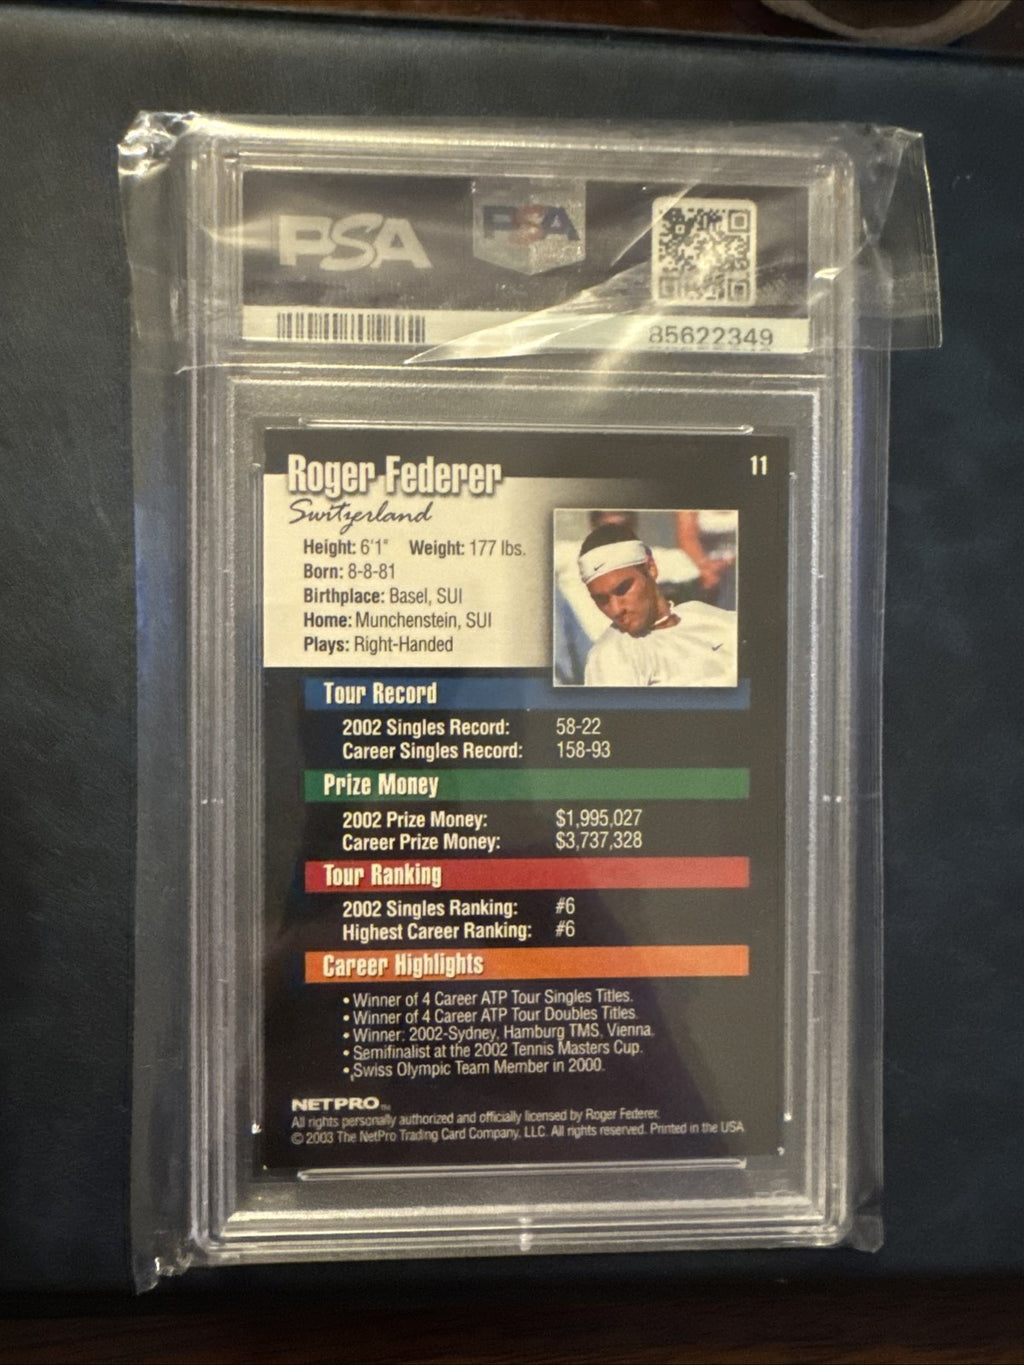 PSA
PSA
85622349
Roger Federer
11
Switzerland
Height: 6'1" Weight: 177 lbs.
Born: 8-8-81
Birthplace: Basel, SUI
Home: Munchenstein, SUI
Plays: Right-Handed
Tour Record
2002 Singles Record: 58-22
Career Singles Record: 158-93
Prize Money
2002 Prize Money: $1,995,027
Career Prize Money: $3,737,328
Tour Ranking
2002 Singles Ranking: #6
Highest Career Ranking: #6
Career Highlights
• Winner of 4 Career ATP Tour Singles Titles.
• Winner of 4 Career ATP Tour Doubles Titles.
• Winner: 2002-Sydney, Hamburg TMS, Vienna.
• Semifinalist at the 2002 Tennis Masters Cup.
• Swiss Olympic Team Member in 2000.
NETPRO™
All rights personally authorized and officially licensed by Roger Federer.
© 2003 The NetPro Trading Card Company, LLC. All rights reserved. Printed in the USA